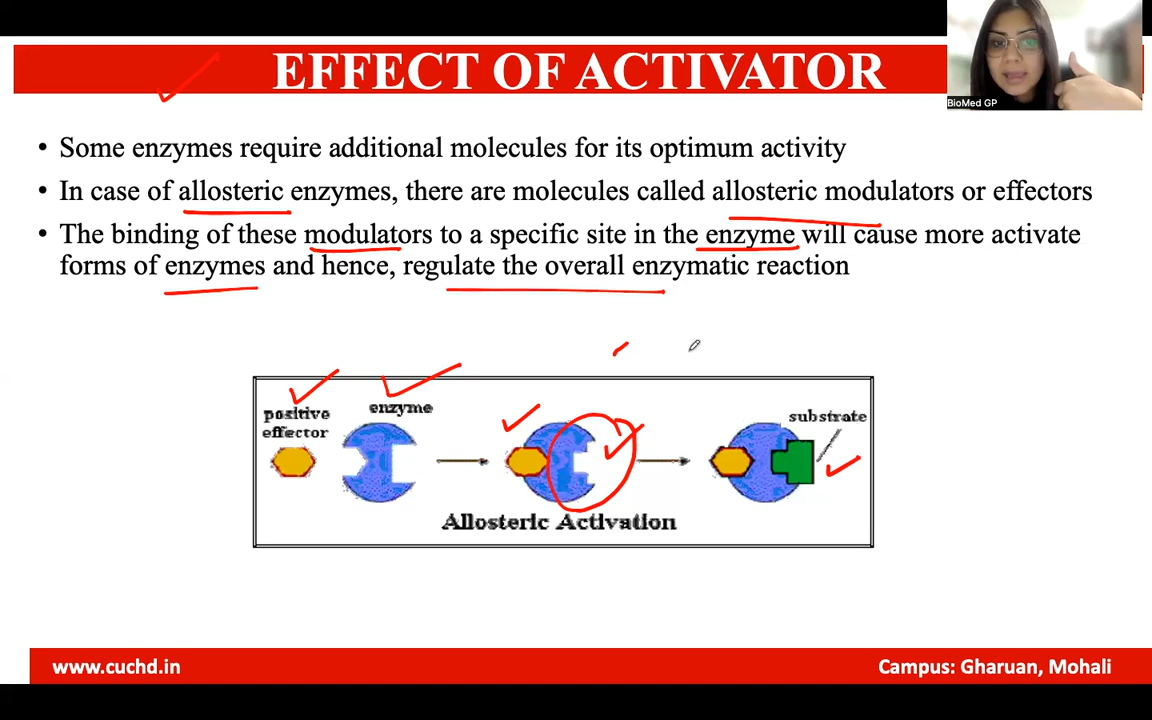 EFFECT OF ACTIVATOR
BioMed GP
• Some enzymes require additional molecules for its optimum activity
• In case of allosteric enzymes, there are molecules called allosteric modulators or effectors
• The binding of these modulators to a specific site in the enzyme will cause more activate
forms of enzymes and hence, regulate the overall enzymatic reaction
positive
effector
enzyme
substrate
Allosteric Activation
www.cuchd.in
Campus: Gharuan, Mohali